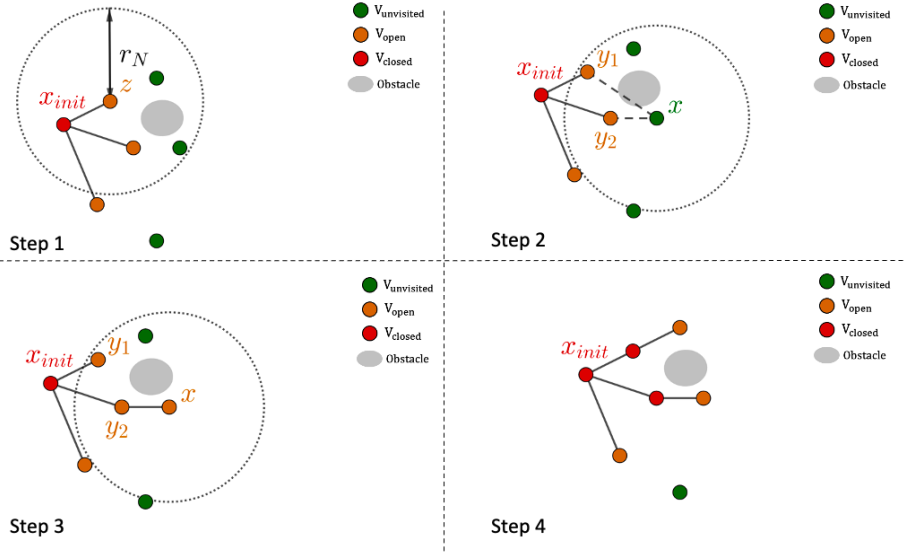 V_unvisited
V_open
V_closed
Obstacle
r_N
z
x_init
Step 1
V_unvisited
V_open
V_closed
Obstacle
y_1
x_init
x
y_2
Step 2
V_unvisited
V_open
V_closed
Obstacle
y_1
x_init
x
y_2
Step 3
V_unvisited
V_open
V_closed
Obstacle
x_init
Step 4